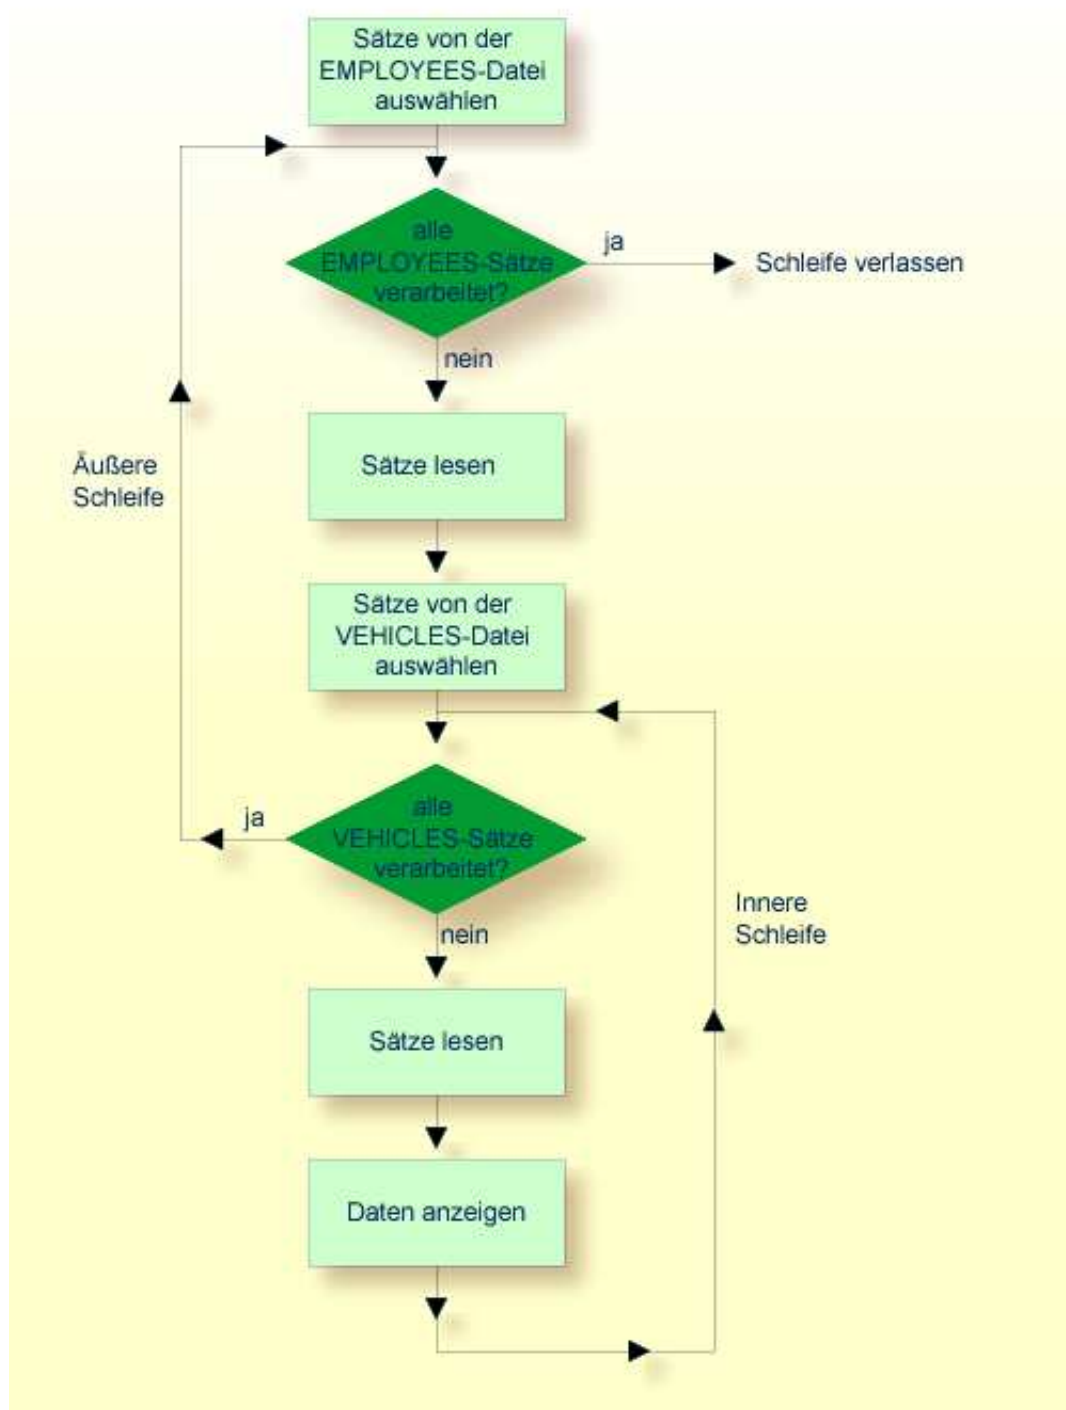 Sätze von der
EMPLOYEES-Datei
auswählen
alle
EMPLOYEES-Sätze
verarbeitet?
ja
Schleife verlassen
nein
Sätze lesen
Äußere
Schleife
Sätze von der
VEHICLES-Datei
auswählen
ja
alle
VEHICLES-Sätze
verarbeitet?
nein
Innere
Schleife
Sätze lesen
Daten anzeigen